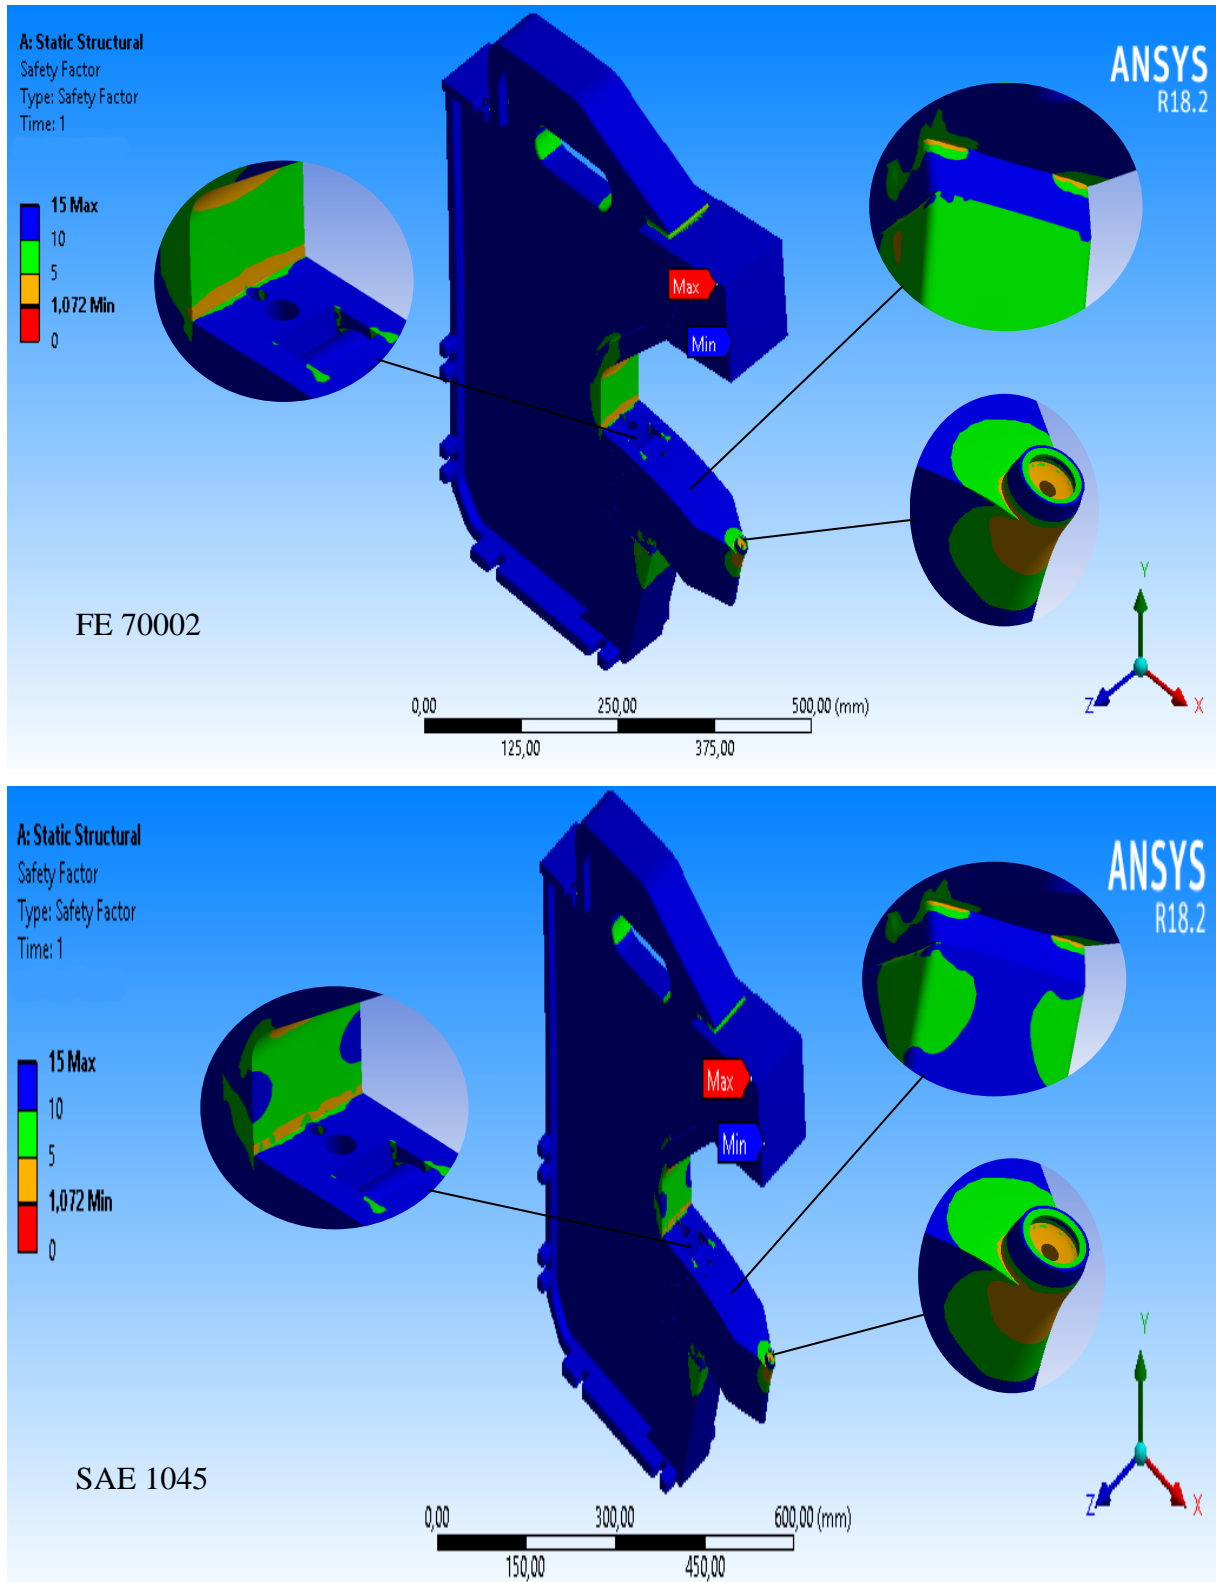 A: Static Structural
Safety Factor
Type: Safety Factor
Time: 1
ANSYS
R18.2
15 Max
10
5
1,072 Min
0
Max
Min
FE 70002
Y
Z
X
0,00 250,00 500,00 (mm)
125,00 375,00
A: Static Structural
Safety Factor
Type: Safety Factor
Time: 1
ANSYS
R18.2
15 Max
10
5
1,072 Min
0
Max
Min
SAE 1045
Y
Z
X
0,00 300,00 600,00 (mm)
150,00 450,00